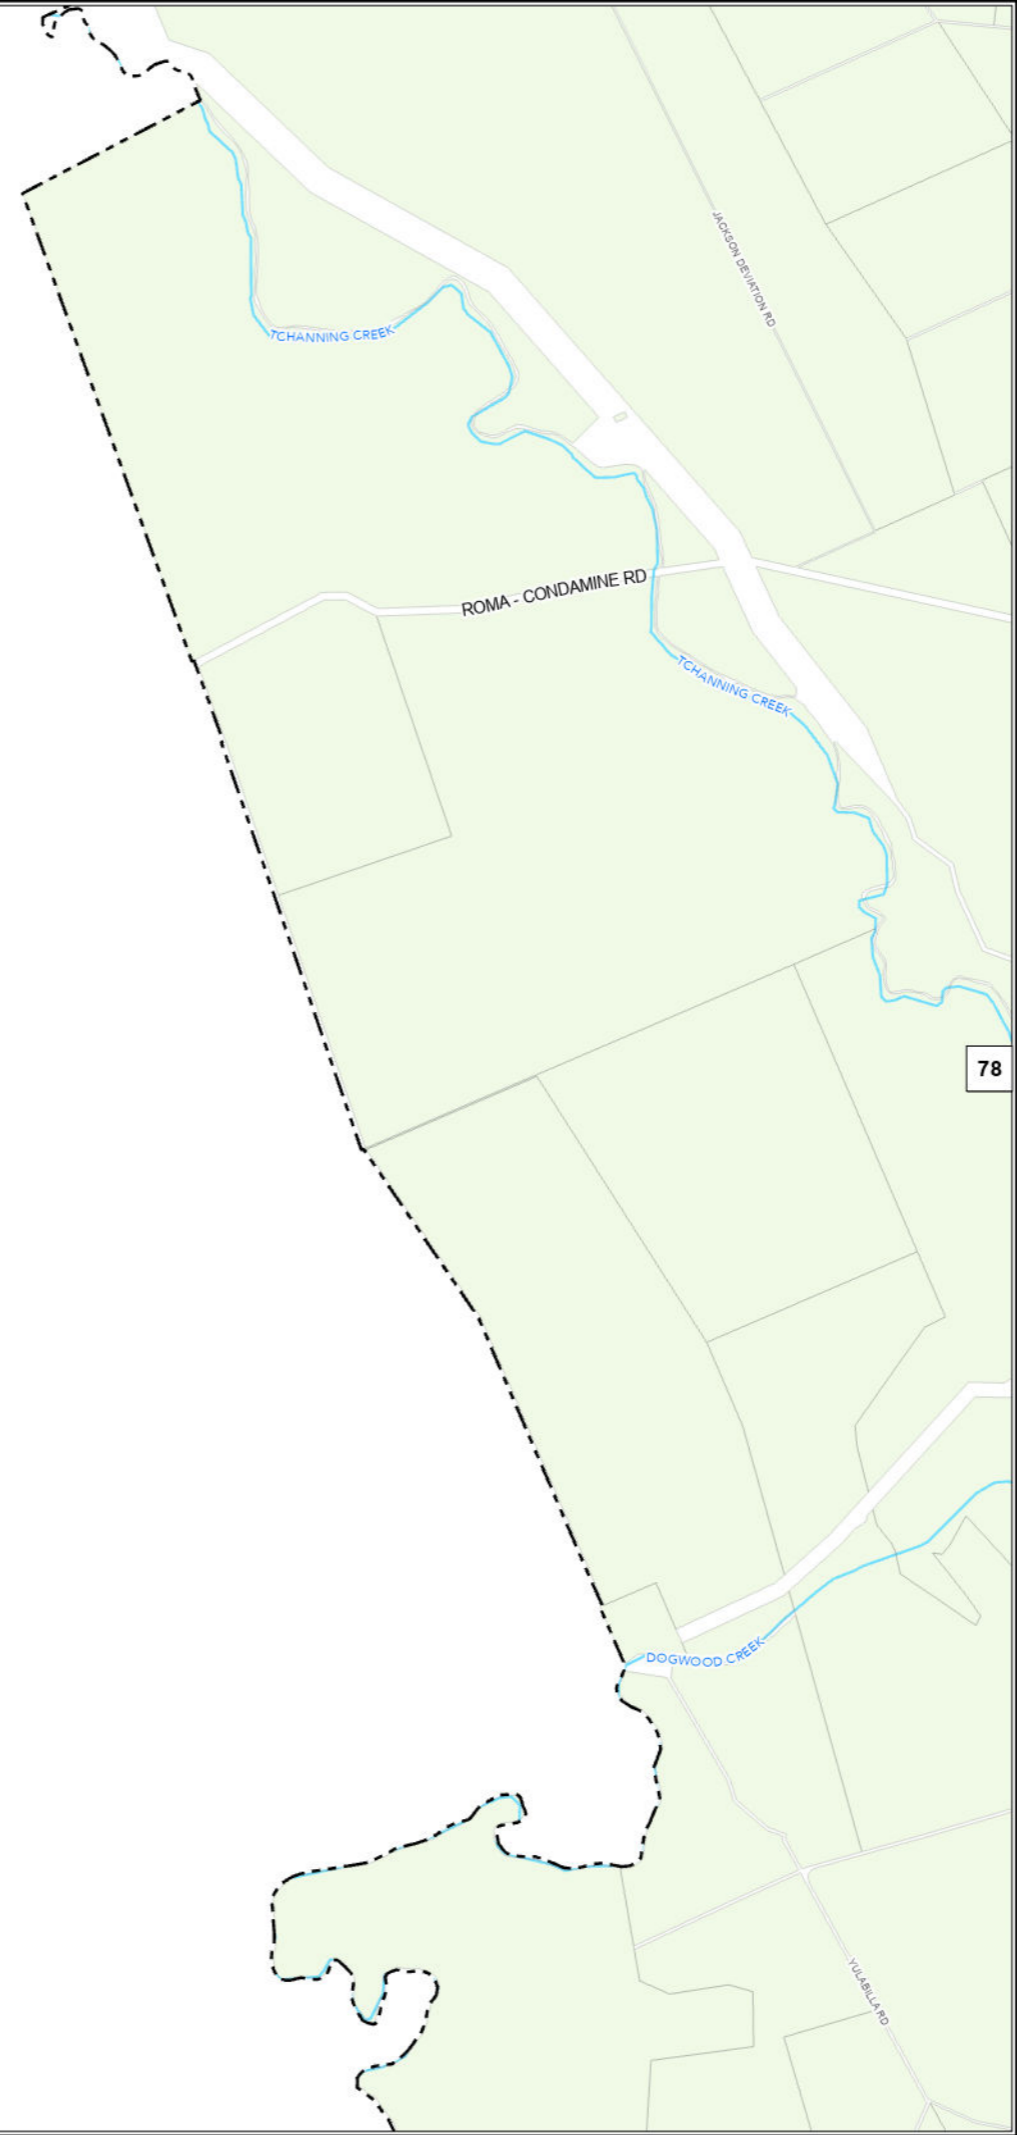 JACKSON DEVIATION RD
TCHANNING CREEK
ROMA - CONDAMINE RD
TCHANNING CREEK
78
DOGWOOD CREEK
YULABILLA RD